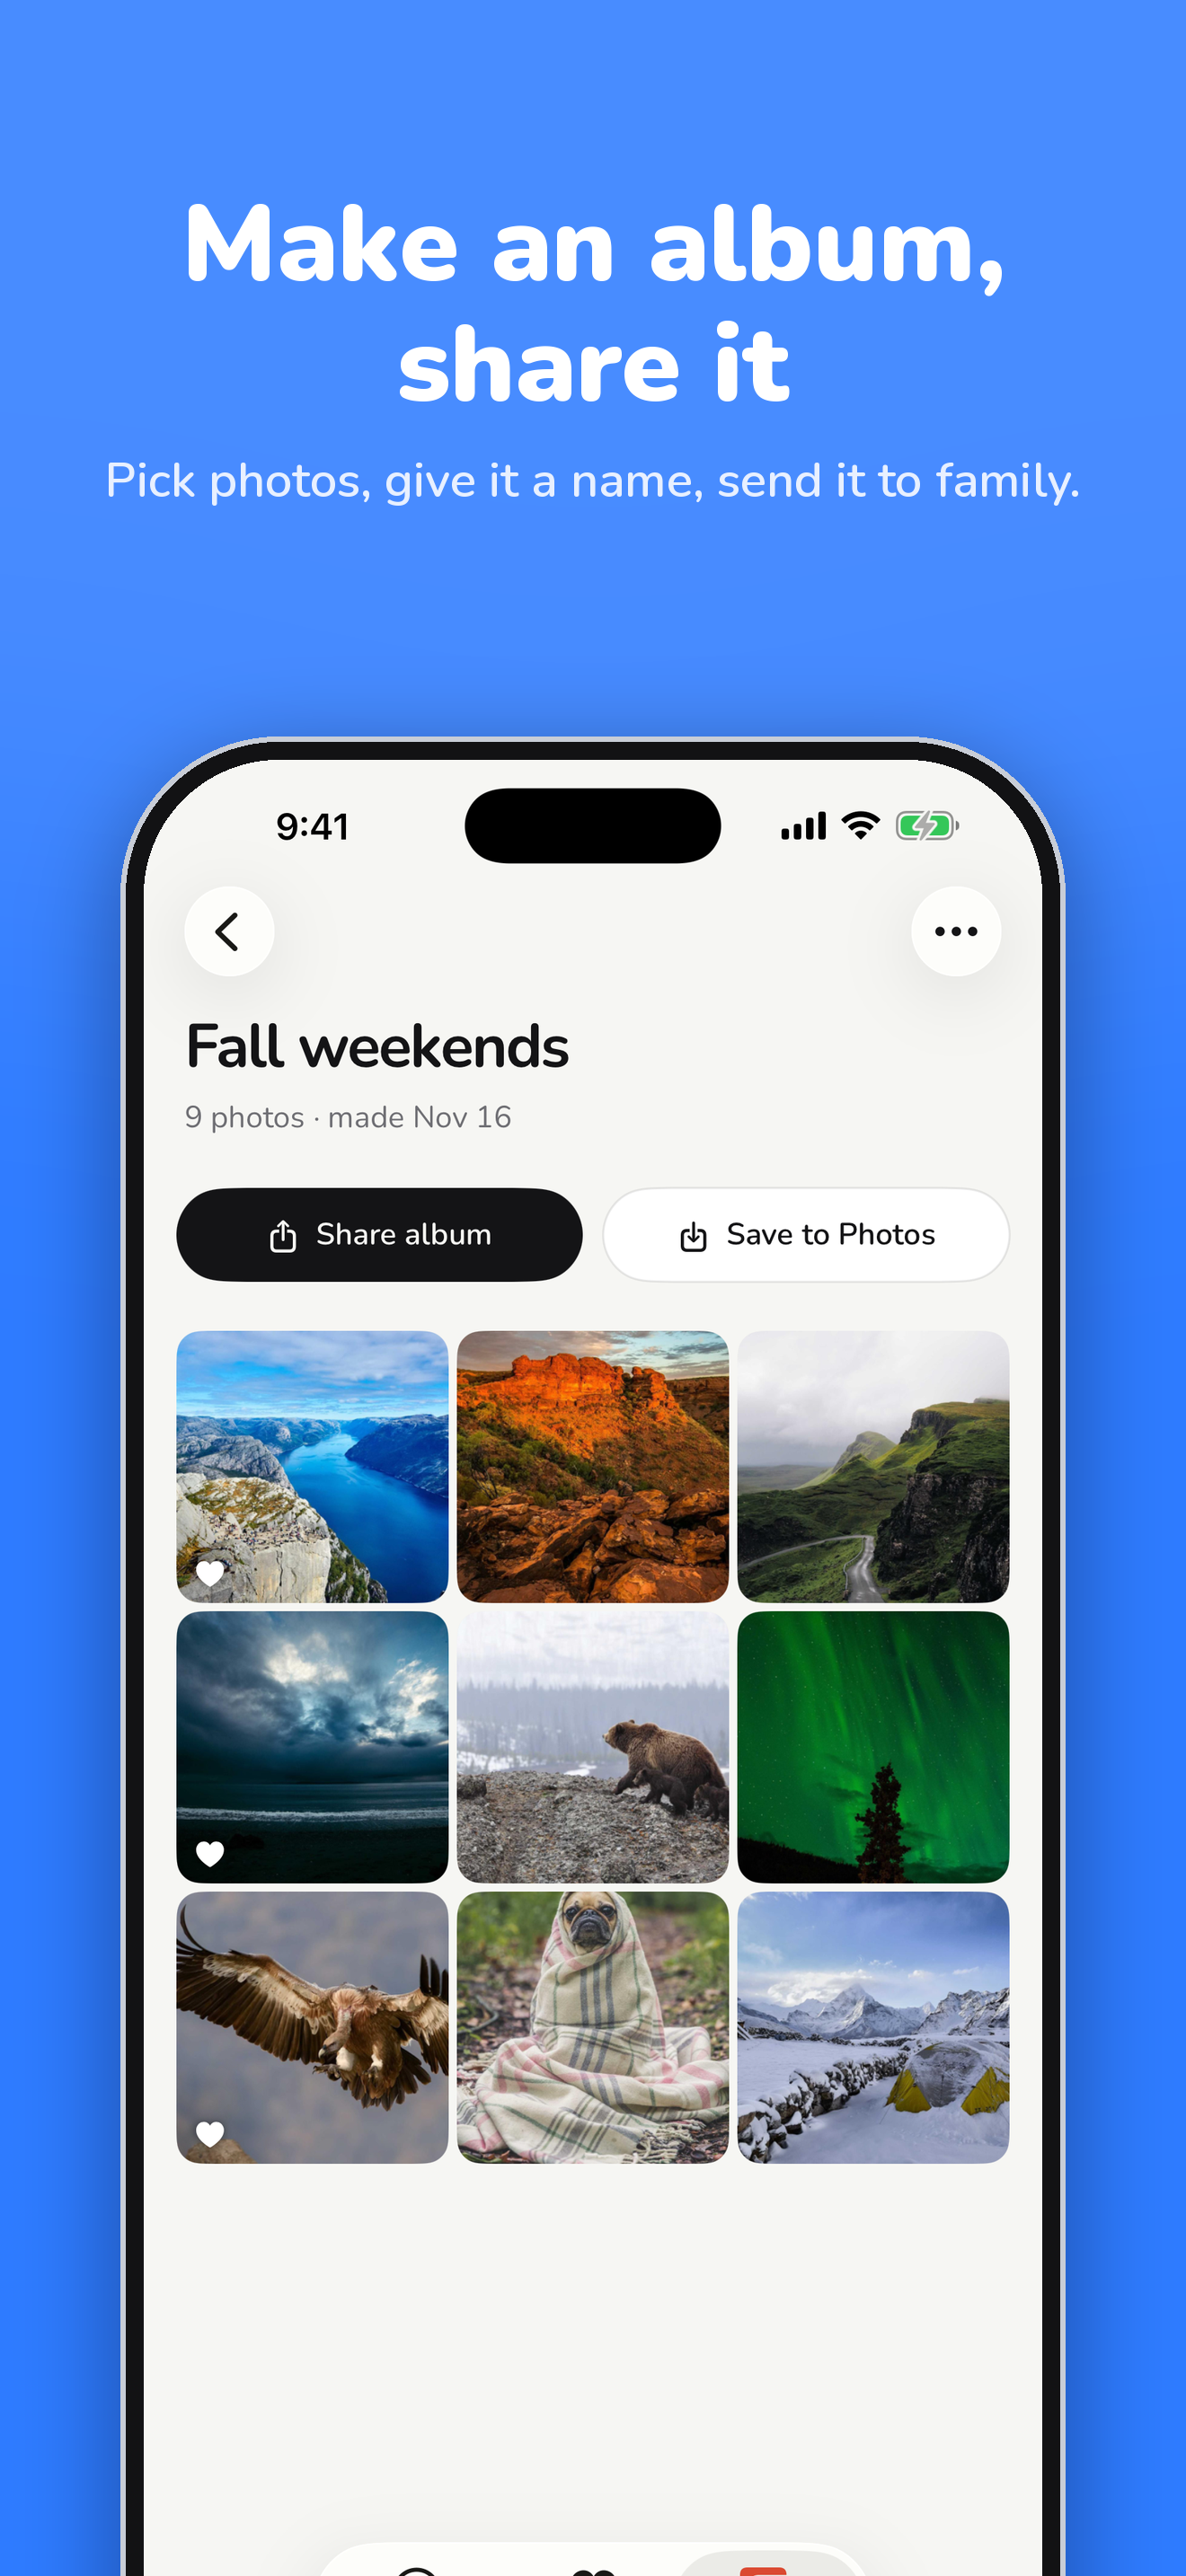 Make an album,
share it
Pick photos, give it a name, send it to family.
9:41
Fall weekends
9 photos · made Nov 16
Share album
Save to Photos